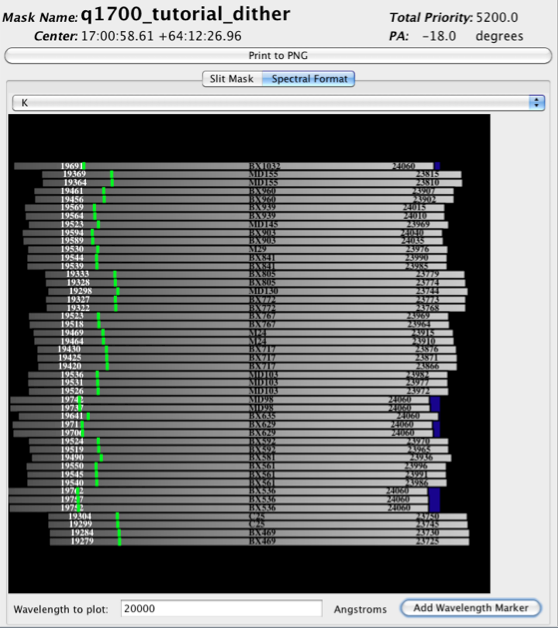 Mask Name: q1700_tutorial_dither Total Priority: 5200.0
Center: 17:00:58.61 +64:12:26.96 PA: -18.0 degrees
Print to PNG
Slit Mask Spectral Format
K
19691 BX1032 24060
19369 MD155 23815
19364 MD155 23810
19461 BX960 23907
19456 BX960 23902
19569 BX939 24015
19564 BX939 24010
19523 MD145 23969
19594 BX903 24040
19589 BX903 24035
19530 M29 23976
19544 BX841 23990
19539 BX841 23985
19333 BX805 23779
19328 BX805 23774
19298 MD130 23744
19327 BX772 23773
19322 BX772 23768
19523 BX767 23969
19518 BX767 23964
19469 M24 23915
19464 M24 23910
19430 BX717 23876
19425 BX717 23871
19420 BX717 23866
19536 MD103 23982
19531 MD103 23977
19526 MD103 23972
MD98 24060
MD98 24060
19641 BX635 24060
BX629 24060
BX629 24060
19524 BX592 23970
19519 BX592 23965
19490 BX581 23936
19550 BX561 23996
19545 BX561 23991
19540 BX561 23986
BX536 24060
BX536 24060
BX536 24060
19304 C25 23750
19299 C25 23745
19284 BX469 23730
19279 BX469 23725
Wavelength to plot: 20000 Angstroms Add Wavelength Marker